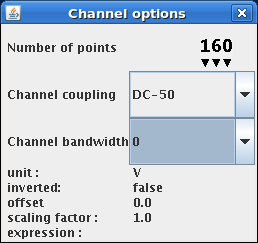 Channel options
Number of points 160
Channel coupling DC-50
Channel bandwidth 0
unit : V
inverted: false
offset 0.0
scaling factor : 1.0
expression :